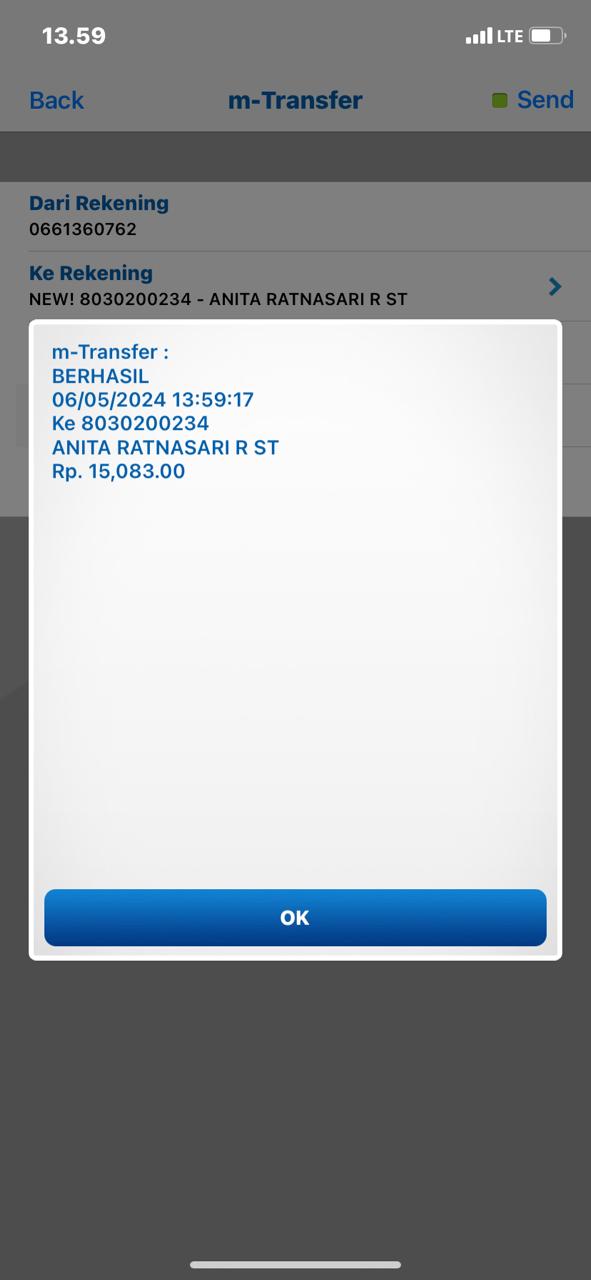 13.59
LTE
Back
m-Transfer
Send
Dari Rekening
0661360762
Ke Rekening
NEW! 8030200234 - ANITA RATNASARI R ST
m-Transfer :
BERHASIL
06/05/2024 13:59:17
Ke 8030200234
ANITA RATNASARI R ST
Rp. 15,083.00
OK